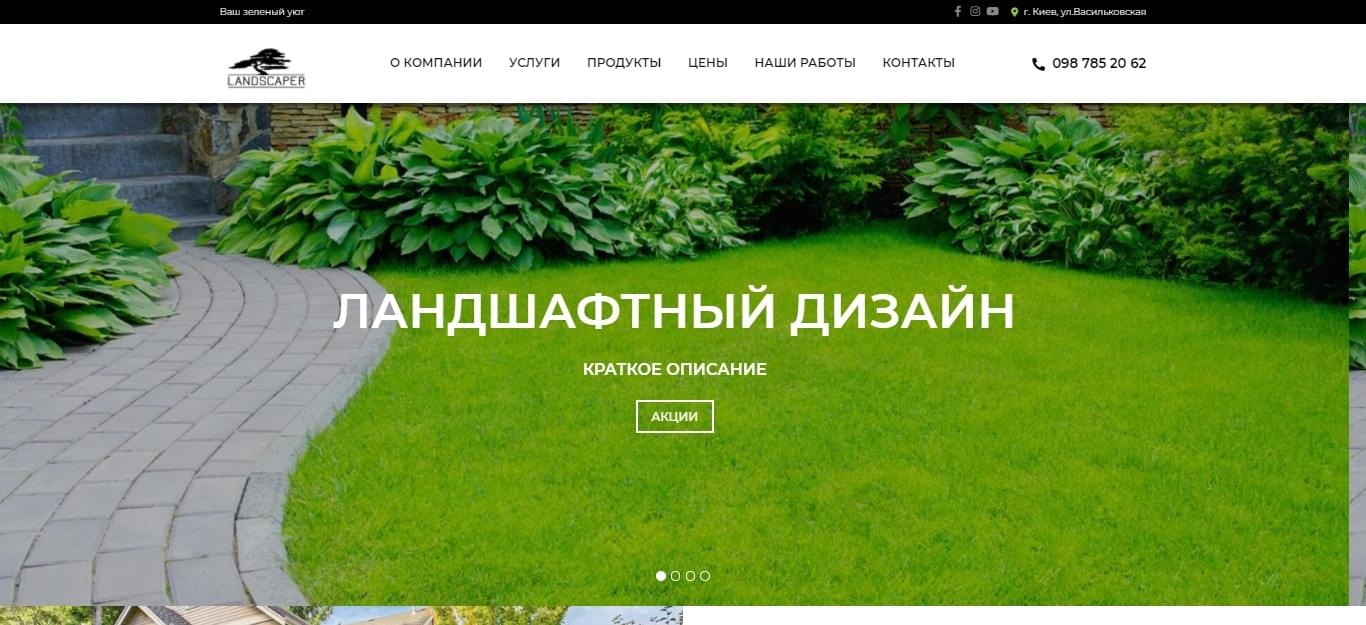 Ваш зеленый уют
г. Киев, ул.Васильковская
LANDSCAPER
О КОМПАНИИ УСЛУГИ ПРОДУКТЫ ЦЕНЫ НАШИ РАБОТЫ КОНТАКТЫ
098 785 20 62
ЛАНДШАФТНЫЙ ДИЗАЙН
КРАТКОЕ ОПИСАНИЕ
АКЦИИ